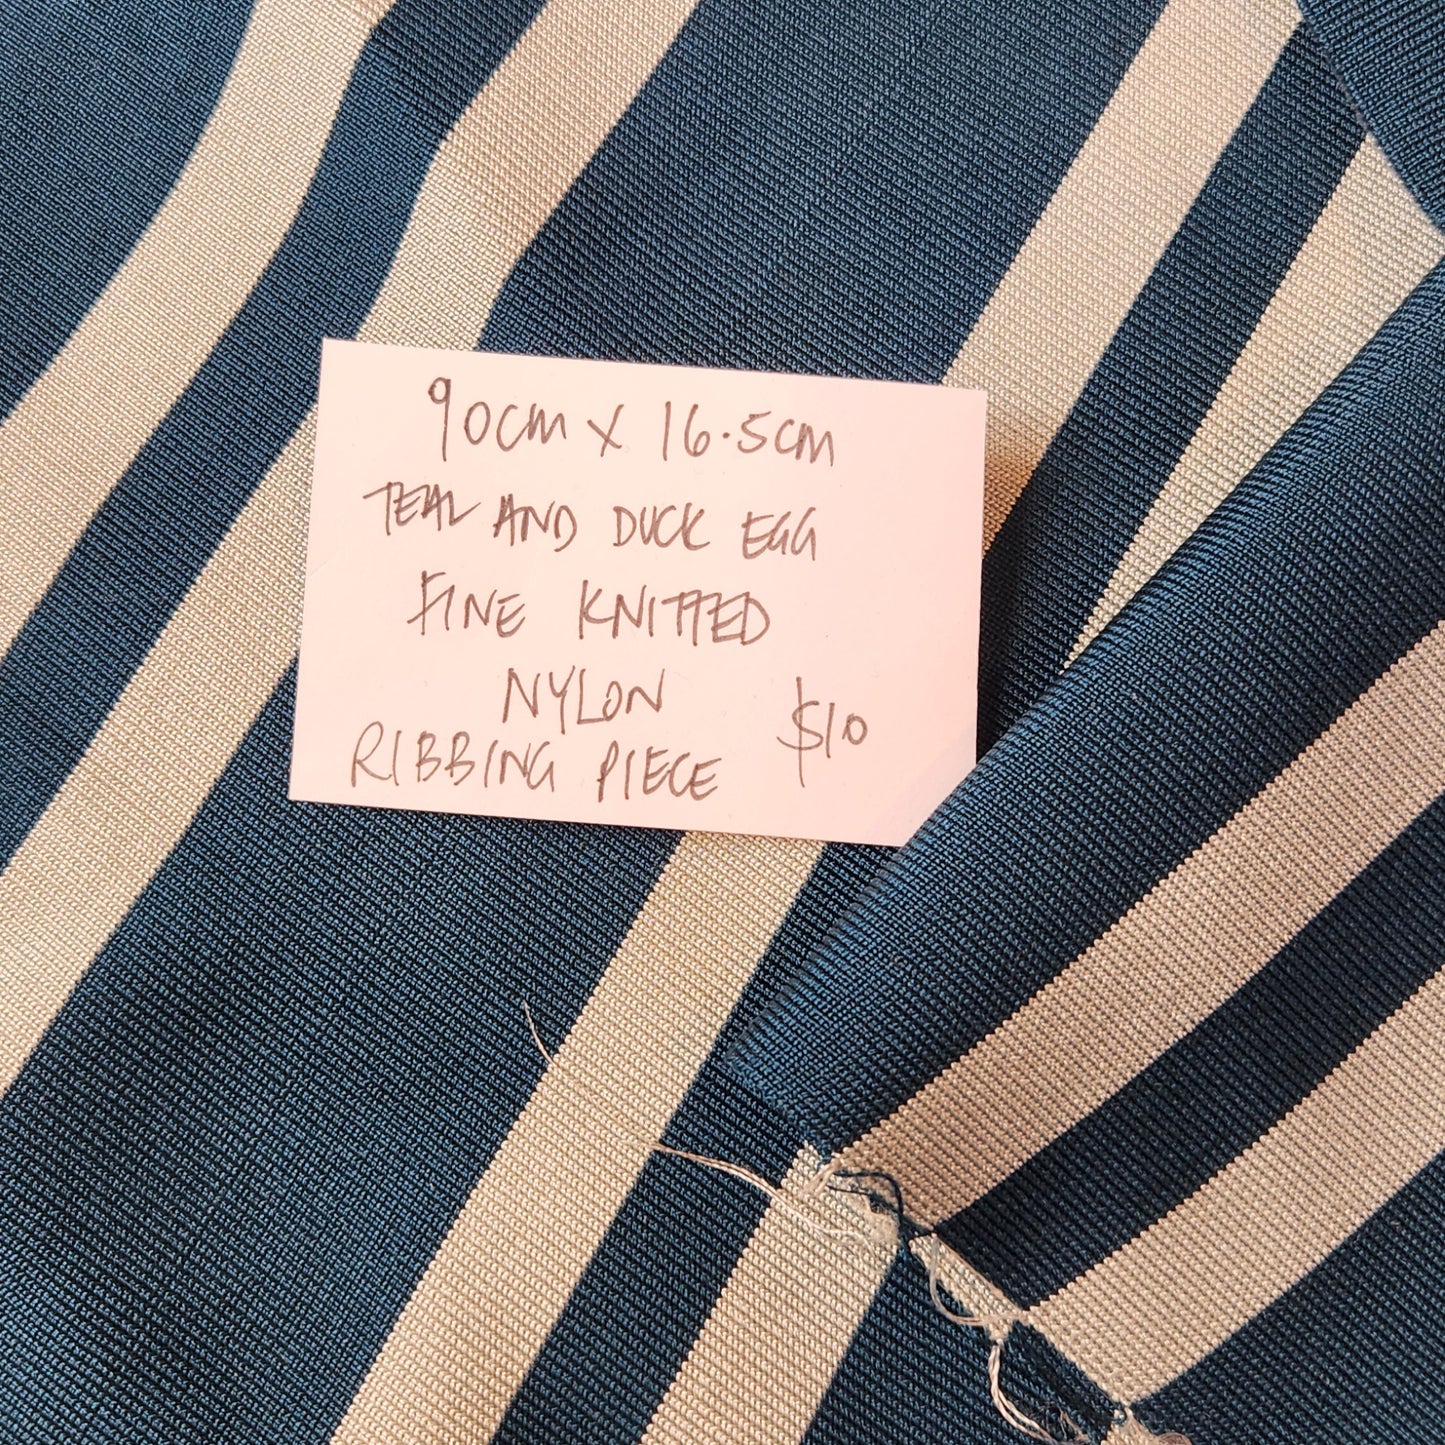 90CM X 16.5CM
TEAL AND DUCK EGG
FINE KNITTED
NYLON
RIBBING PIECE $10